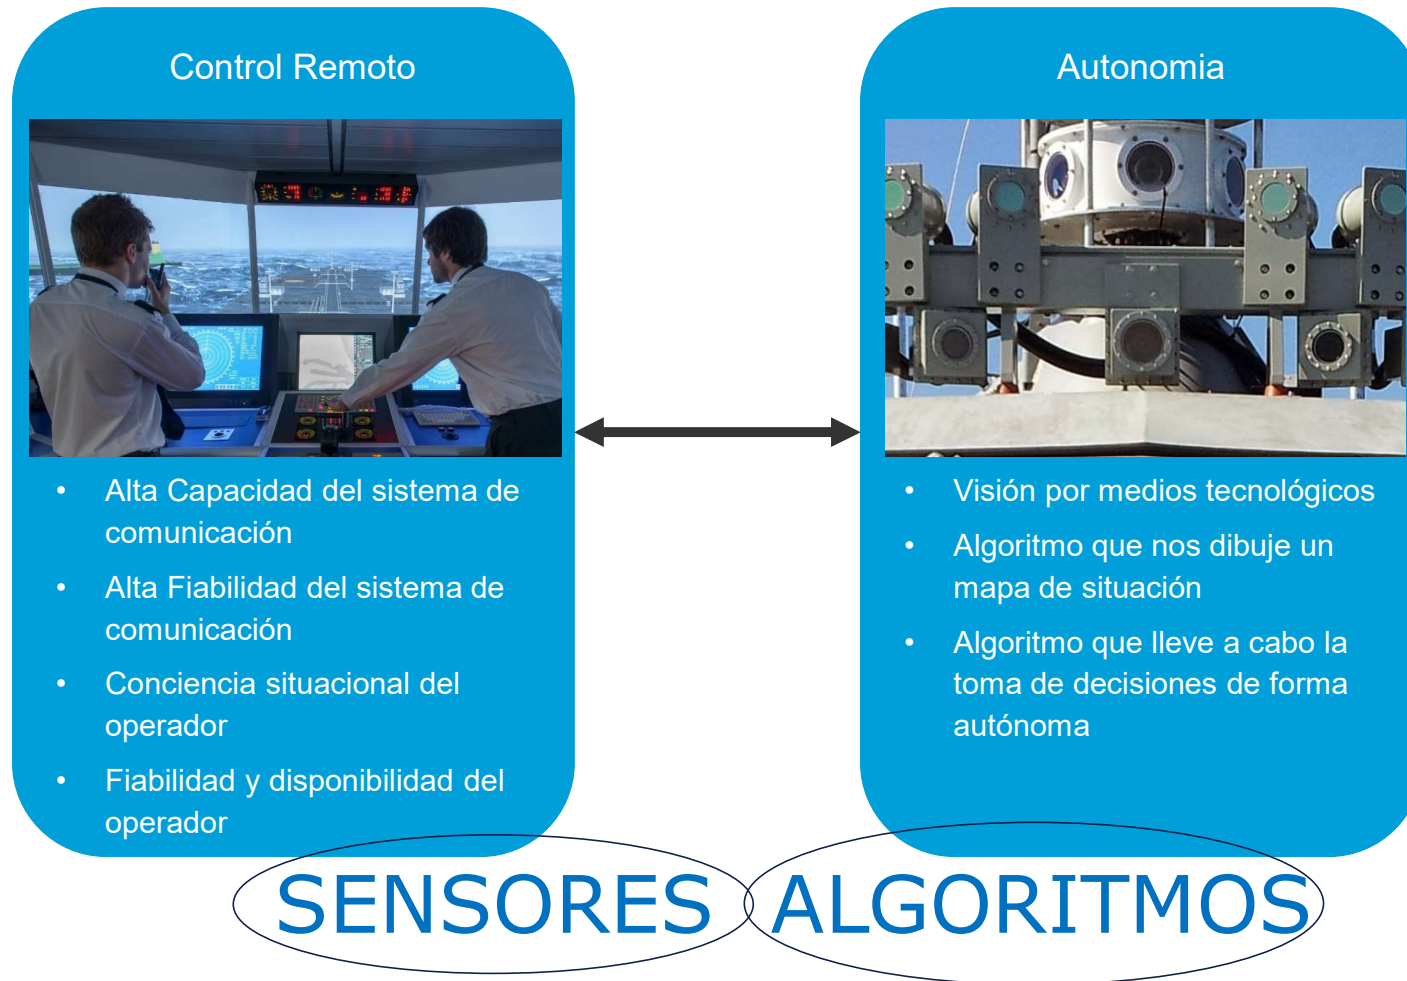 Control Remoto
• Alta Capacidad del sistema de
comunicación
• Alta Fiabilidad del sistema de
comunicación
• Conciencia situacional del
operador
• Fiabilidad y disponibilidad del
operador
Autonomia
• Visión por medios tecnológicos
• Algoritmo que nos dibuje un
mapa de situación
• Algoritmo que lleve a cabo la
toma de decisiones de forma
autónoma
SENSORES ALGORITMOS